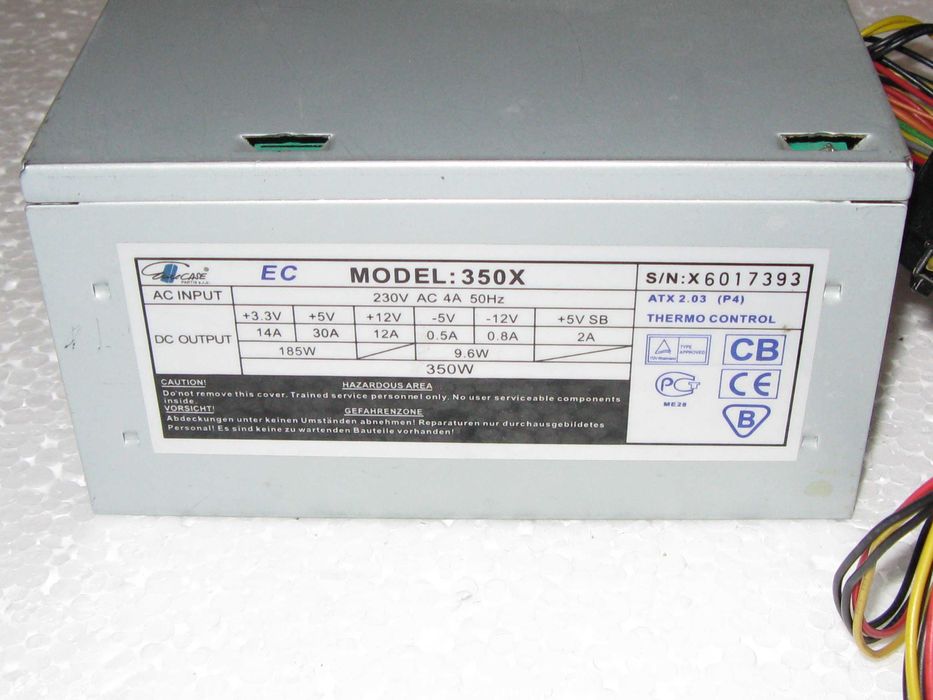 EuroCASE ®
EC MODEL:350X S/N:X6017393
AC INPUT 230V AC 4A 50Hz
ATX 2.03 (P4)
THERMO CONTROL
DC OUTPUT +3.3V +5V +12V -5V -12V +5V SB
14A 30A 12A 0.5A 0.8A 2A
185W 9.6W
350W
CAUTION! HAZARDOUS AREA
Do not remove this cover. Trained service personnel only. No user serviceable components
inside.
VORSICHT! GEFAHRENZONE
Abdeckungen unter keinen Umständen abnehmen! Reparaturen nur durchausgebildetes
Personal! Es sind keine zu wartenden Bauteile vorhanden!
TYPE
APPROVED
CB
PCT
ME28
CE
B